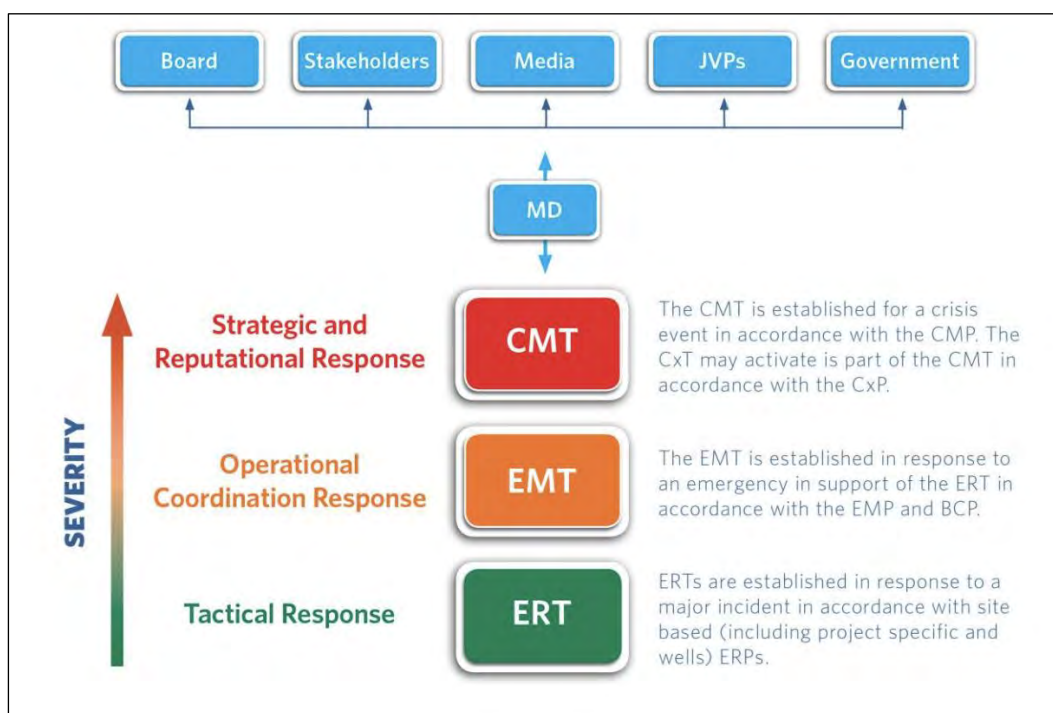 Board
Stakeholders
Media
JVPs
Government
MD
SEVERITY
Strategic and
Reputational Response
CMT
The CMT is established for a crisis
event in accordance with the CMP. The
CxT may activate is part of the CMT in
accordance with the CxP.
Operational
Coordination Response
EMT
The EMT is established in response to
an emergency in support of the ERT in
accordance with the EMP and BCP.
Tactical Response
ERT
ERTs are established in response to a
major incident in accordance with site
based (including project specific and
wells) ERPs.